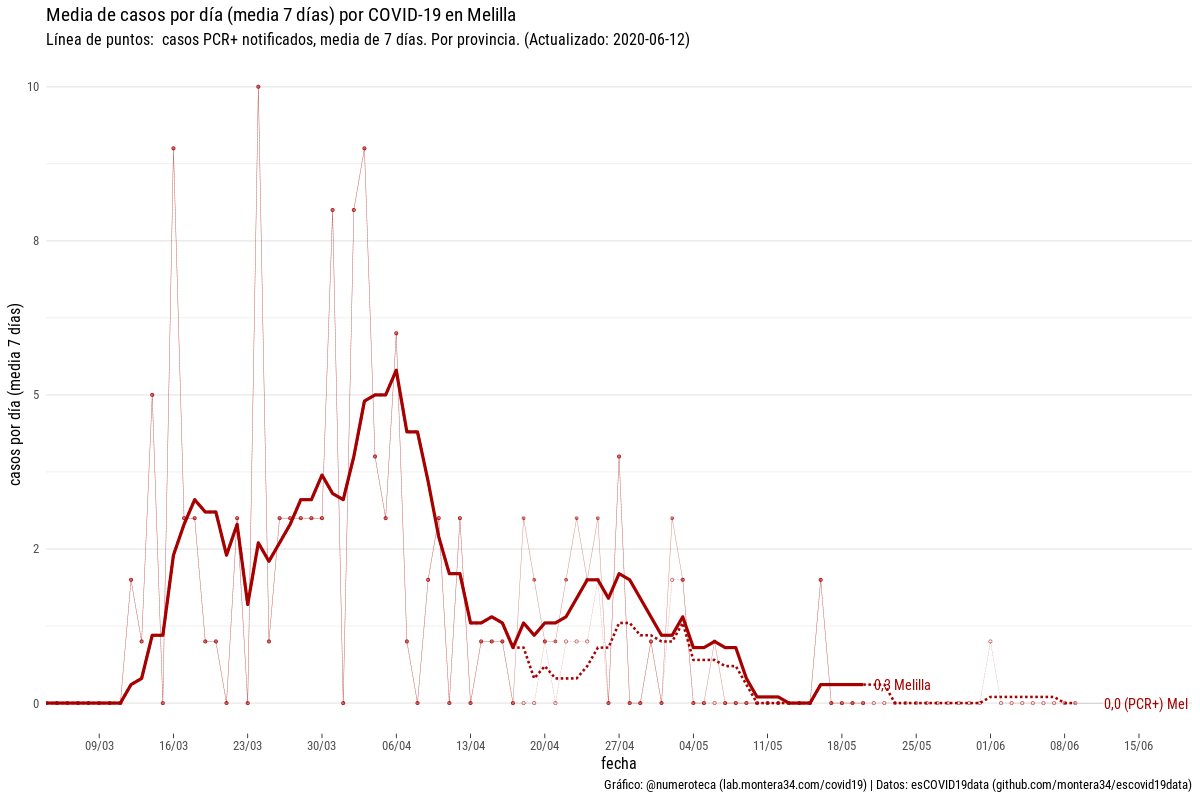 Media de casos por día (media 7 días) por COVID-19 en Melilla
Línea de puntos:  casos PCR+ notificados, media de 7 días. Por provincia. (Actualizado: 2020-06-12)
casos por día (media 7 días)
10
8
5
2
0
0,3 Melilla
0,0 (PCR+) Mel
09/03 16/03 23/03 30/03 06/04 13/04 20/04 27/04 04/05 11/05 18/05 25/05 01/06 08/06 15/06
fecha
Gráfico: @numeroteca (lab.montera34.com/covid19) | Datos: esCOVID19data (github.com/montera34/escovid19data)